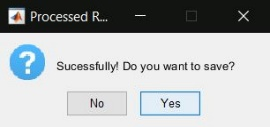 Processed R...
Sucessfully! Do you want to save?
No
Yes